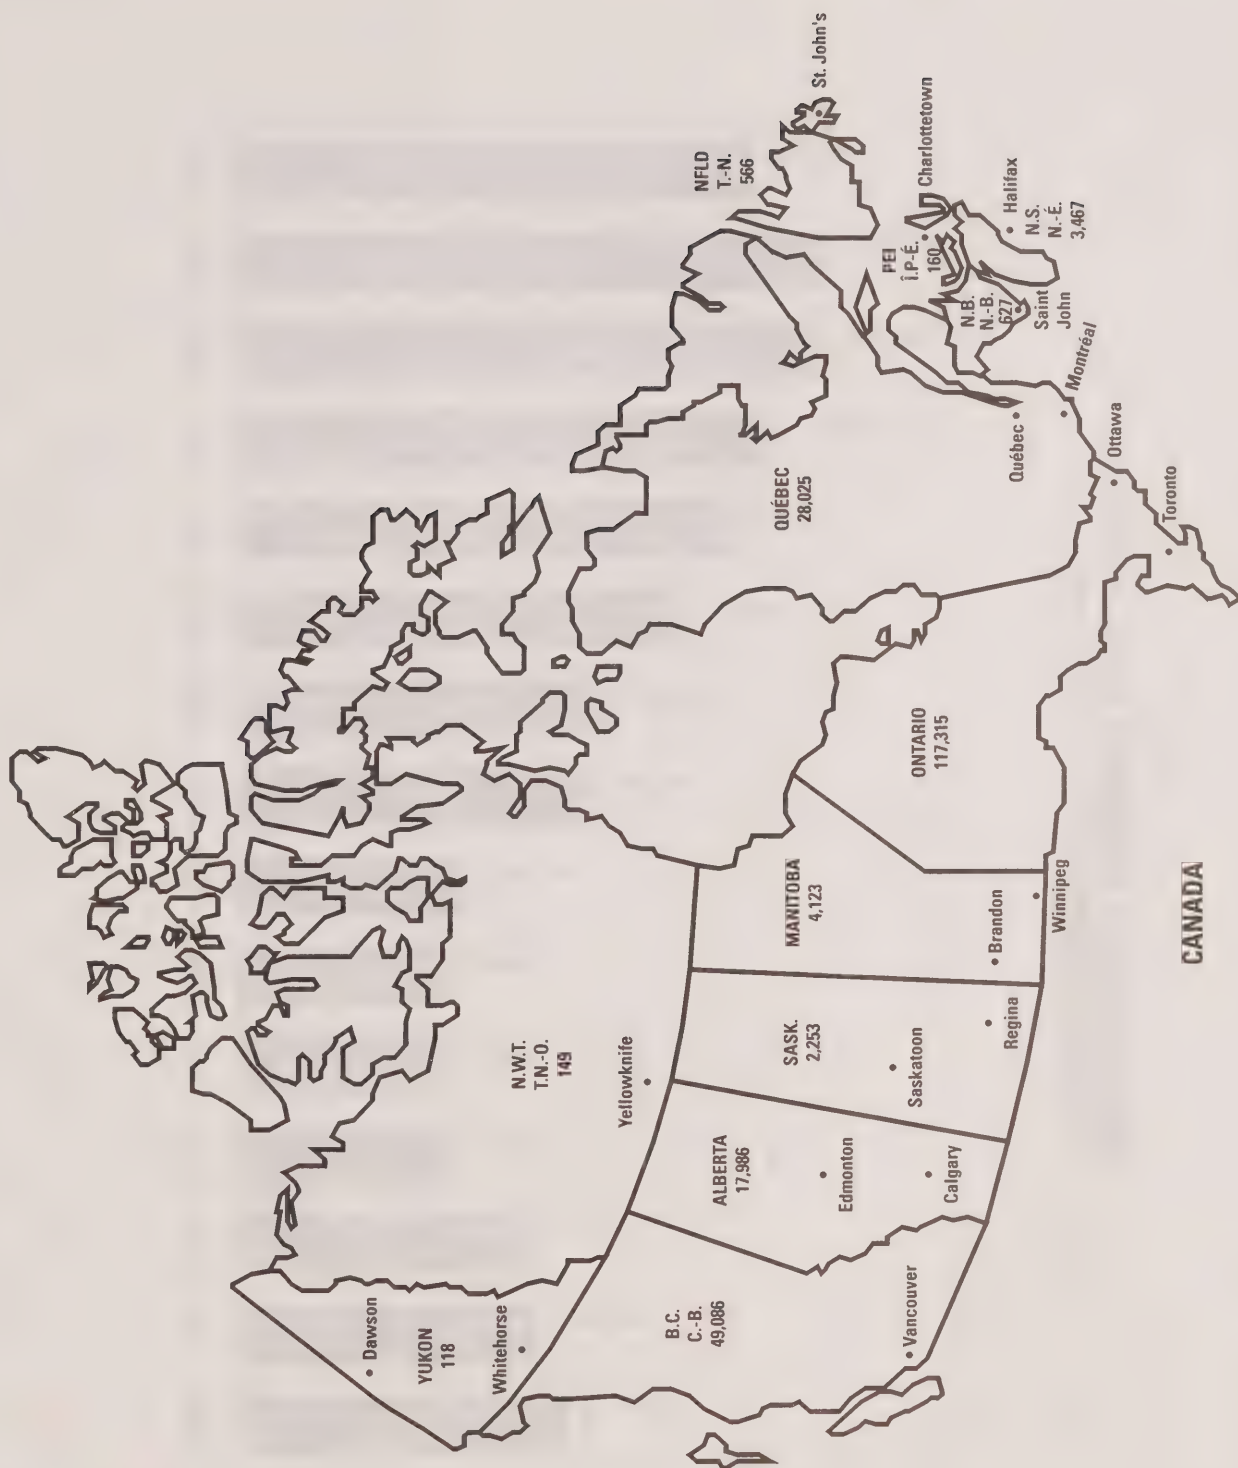 Dawson
YUKON
118
Whitehorse
N.W.T.
T.N.-O.
149
Yellowknife
B.C.
C.-B.
49,086
Vancouver
ALBERTA
17,986
Edmonton
Calgary
SASK.
2,253
Saskatoon
Regina
MANITOBA
4,123
Brandon
Winnipeg
ONTARIO
117,315
Toronto
Ottawa
QUÉBEC
28,025
Québec
Montréal
NFLD
T.-N.
566
St. John's
PEI
Î.P-É.
160
Charlottetown
N.B.
N.-B.
627
Saint
John
Halifax
N.S.
N.-É.
3,467
CANADA